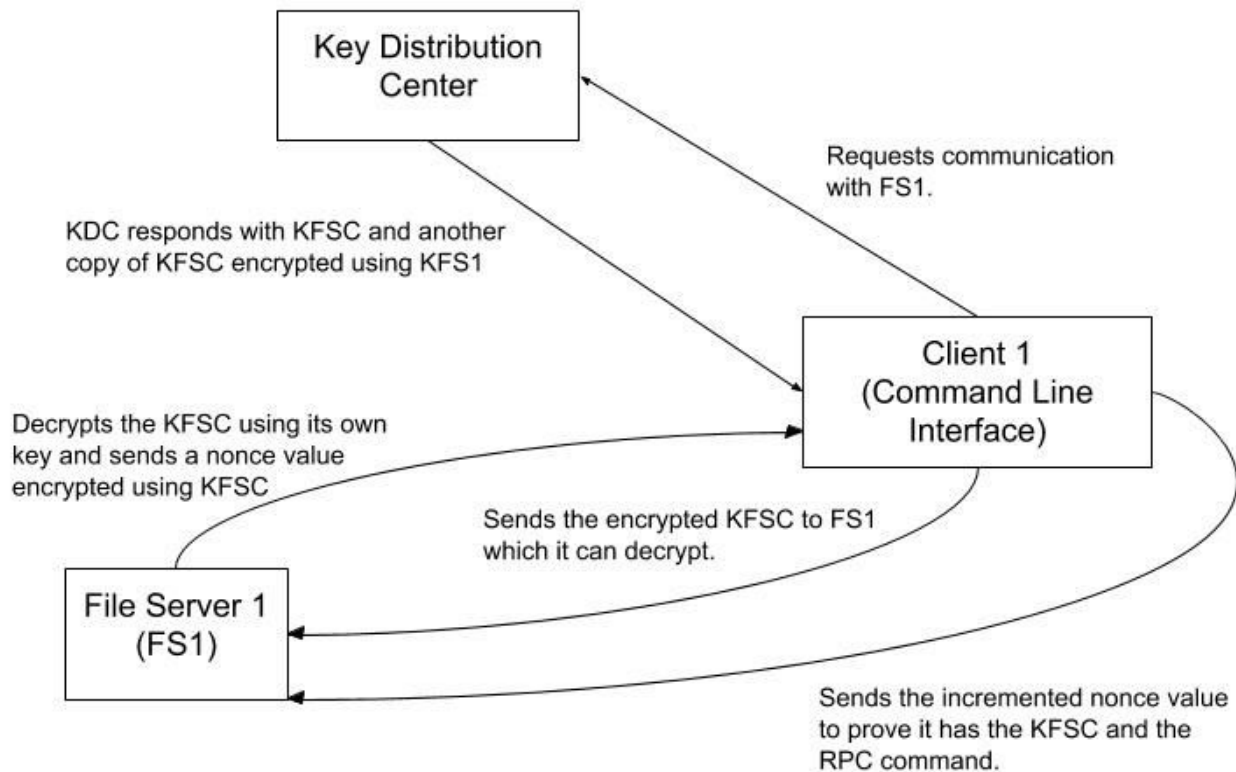 Key Distribution
Center
Requests communication
with FS1.
KDC responds with KFSC and another
copy of KFSC encrypted using KFS1
Client 1
(Command Line
Interface)
Decrypts the KFSC using its own
key and sends a nonce value
encrypted using KFSC
Sends the encrypted KFSC to FS1
which it can decrypt.
File Server 1
(FS1)
Sends the incremented nonce value
to prove it has the KFSC and the
RPC command.